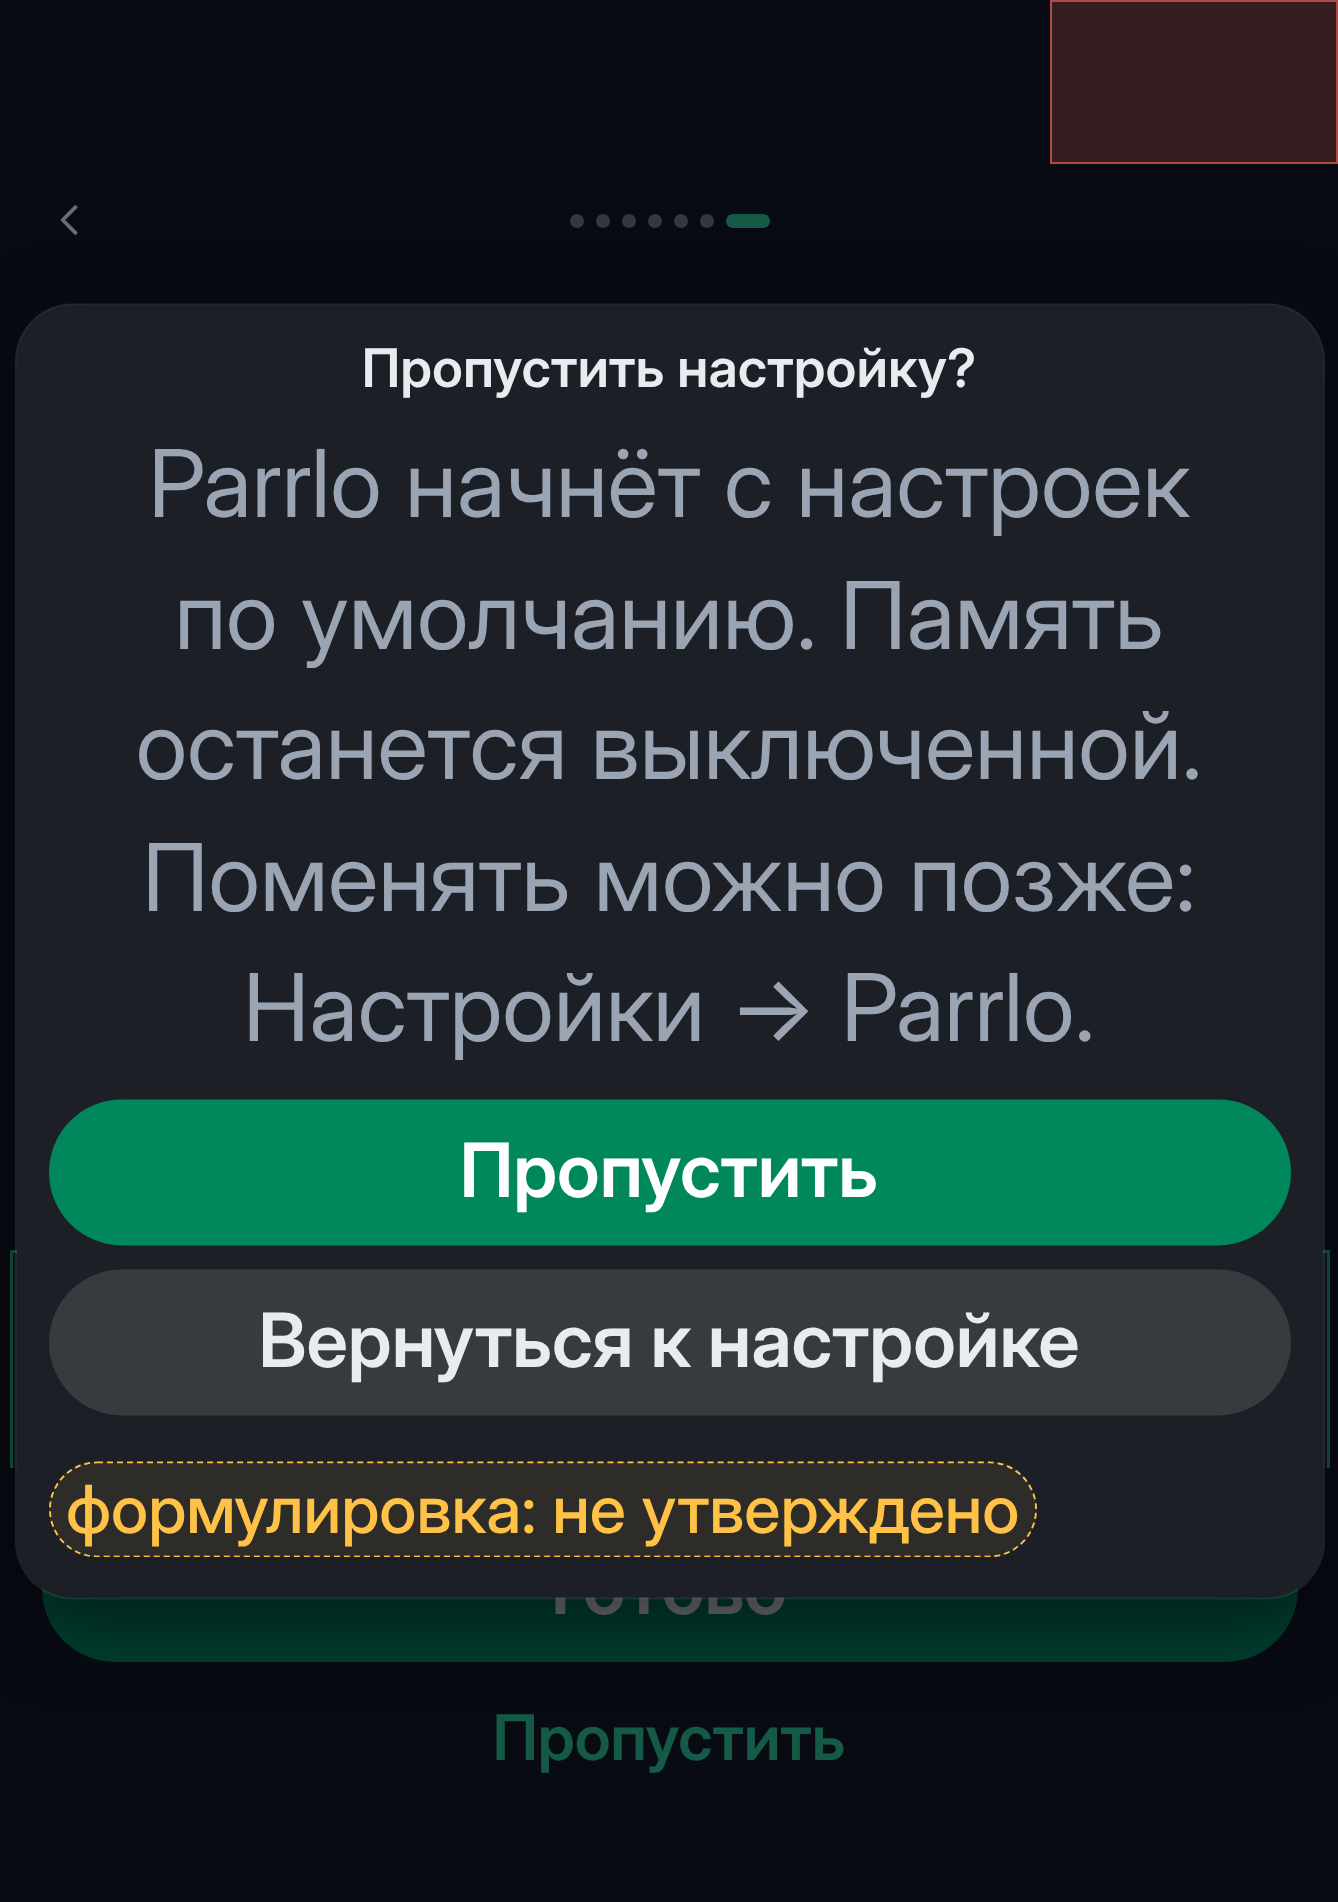 Пропустить настройку?
Parrlo начнёт с настроек
по умолчанию. Память
останется выключенной.
Поменять можно позже:
Настройки → Parrlo.
Пропустить
Вернуться к настройке
формулировка: не утверждено
Пропустить